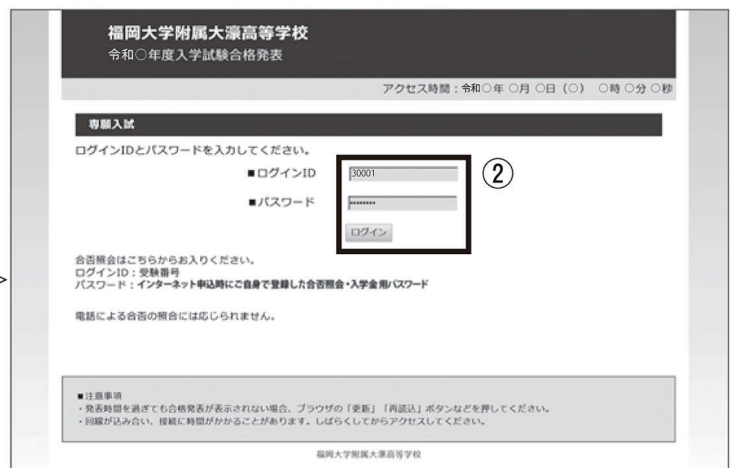 福岡大学附属大濠高等学校
令和○年度入学試験合格発表
アクセス時間：令和○年 ○月 ○日（○） ○時 ○分 ○秒
専願入試
ログインIDとパスワードを入力してください。
■ログインID 30001 ②
■パスワード ••••••••
ログイン
合否照会はこちらからお入りください。
ログインID：受験番号
パスワード：インターネット申込時にご自身で登録した合否照会・入学金用パスワード
電話による合否の照合には応じられません。
■注意事項
・発表時間を過ぎても合格発表が表示されない場合、ブラウザの「更新」「再読込」ボタンなどを押してください。
・回線が込み合い、接続に時間がかかることがあります。しばらくしてからアクセスしてください。
福岡大学附属大濠高等学校